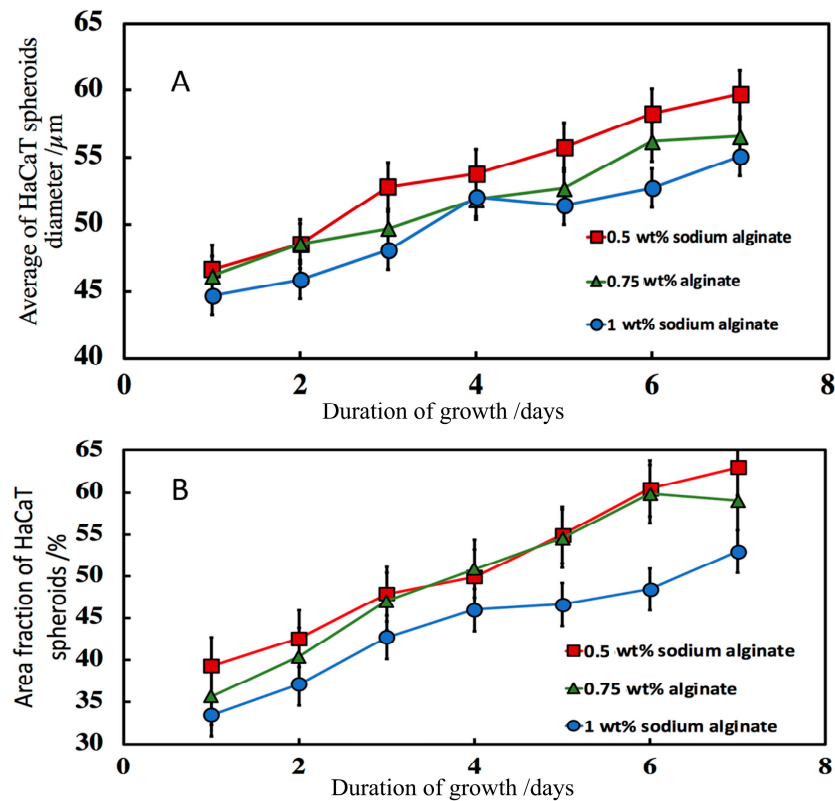 65
60
55
50
45
40
Average of HaCaT spheroids
diameter /µm
A
0.5 wt% sodium alginate
0.75 wt% alginate
1 wt% sodium alginate
0 2 4 6 8
Duration of growth /days
65
60
55
50
45
40
35
30
Area fraction of HaCaT
spheroids /%
B
0.5 wt% sodium alginate
0.75 wt% alginate
1 wt% sodium alginate
0 2 4 6 8
Duration of growth /days